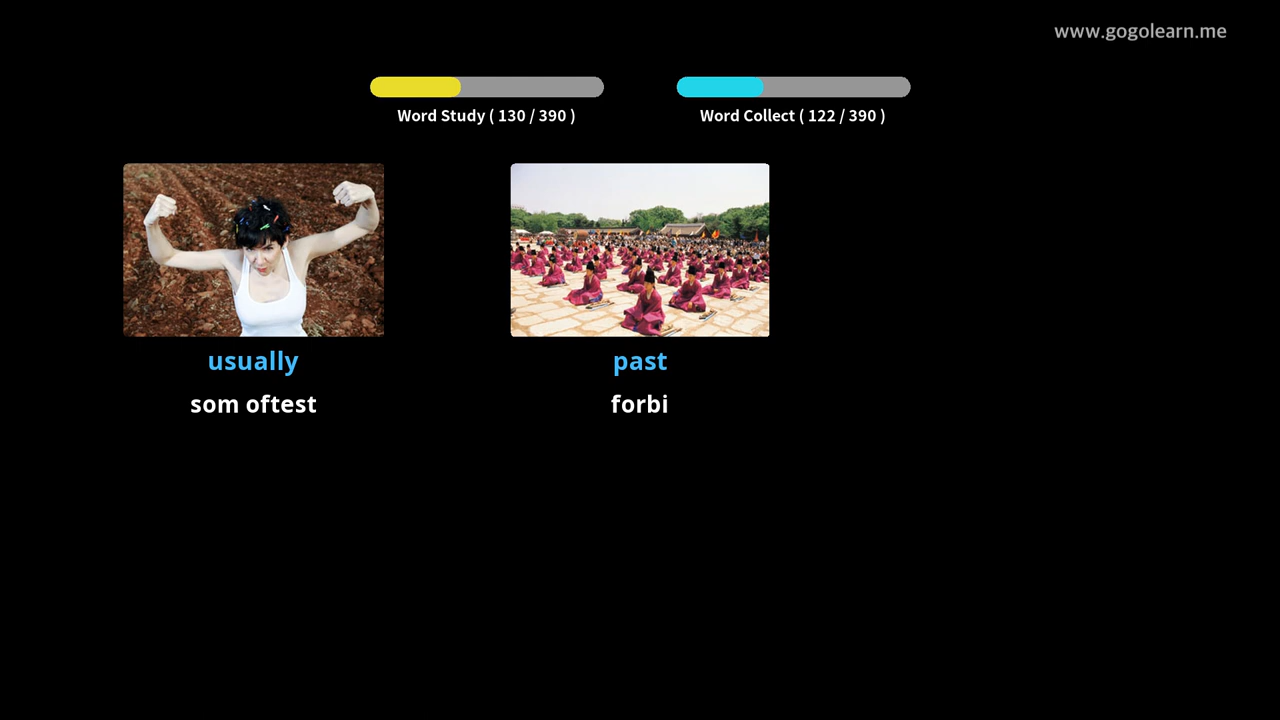 www.gogolearn.me
Word Study ( 130 / 390 )
Word Collect ( 122 / 390 )
usually
past
som oftest
forbi